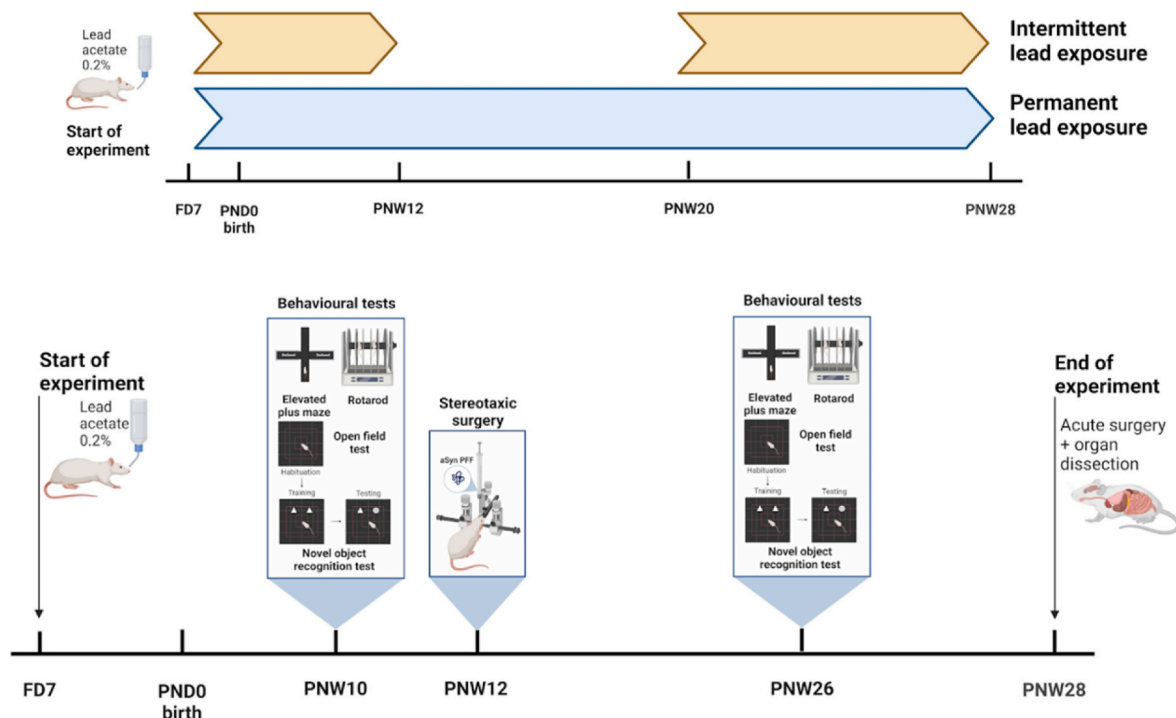 Lead
acetate
0.2%
Start of
experiment
Intermittent
lead exposure
Permanent
lead exposure
FD7
PND0
birth
PNW12
PNW20
PNW28
Start of
experiment
Lead
acetate
0.2%
Behavioural tests
Elevated
plus maze
Rotarod
Open field
test
Habituation
Training
Testing
Novel object
recognition test
Stereotaxic
surgery
aSyn PFF
Behavioural tests
Elevated
plus maze
Rotarod
Open field
test
Habituation
Training
Testing
Novel object
recognition test
End of
experiment
Acute surgery
+ organ
dissection
FD7
PND0
birth
PNW10
PNW12
PNW26
PNW28